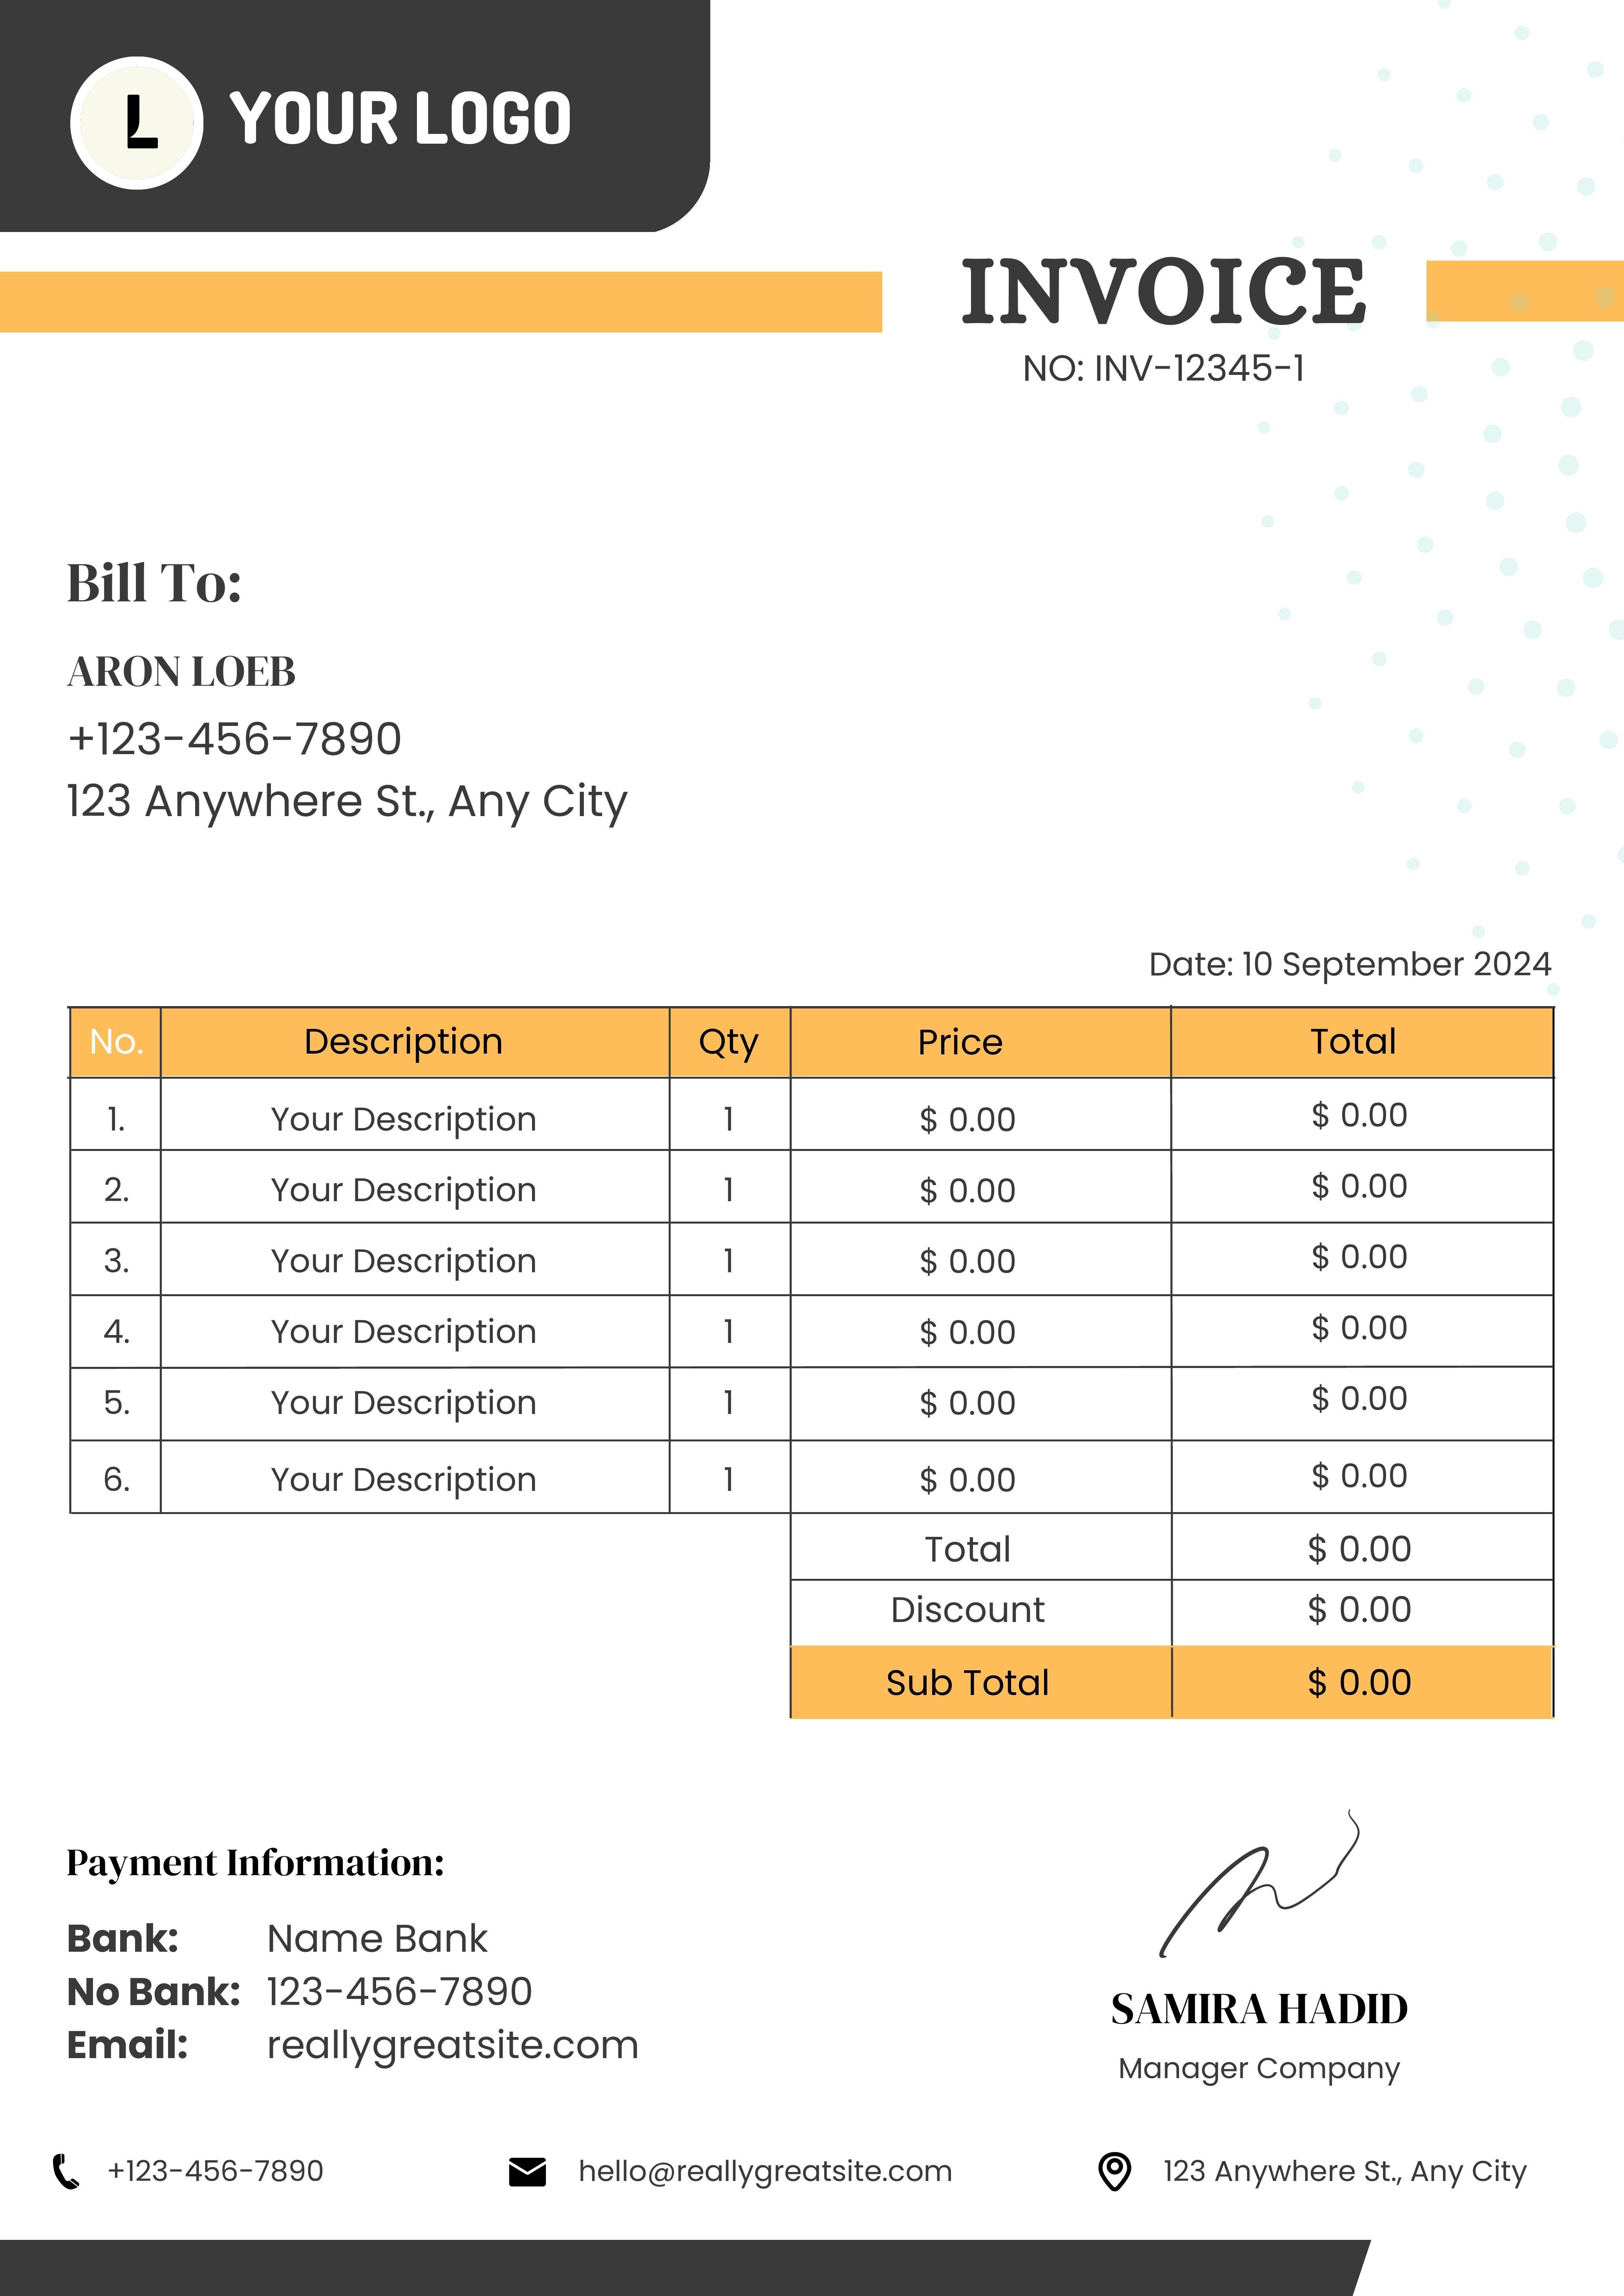 L YOUR LOGO
INVOICE
NO: INV-12345-1
Bill To:
ARON LOEB
+123-456-7890
123 Anywhere St., Any City
Date: 10 September 2024
No. Description Qty Price Total
1. Your Description 1 $ 0.00 $ 0.00
2. Your Description 1 $ 0.00 $ 0.00
3. Your Description 1 $ 0.00 $ 0.00
4. Your Description 1 $ 0.00 $ 0.00
5. Your Description 1 $ 0.00 $ 0.00
6. Your Description 1 $ 0.00 $ 0.00
Total $ 0.00
Discount $ 0.00
Sub Total $ 0.00
Payment Information:
Bank: Name Bank
No Bank: 123-456-7890
Email: reallygreatsite.com
SAMIRA HADID
Manager Company
+123-456-7890 hello@reallygreatsite.com 123 Anywhere St., Any City